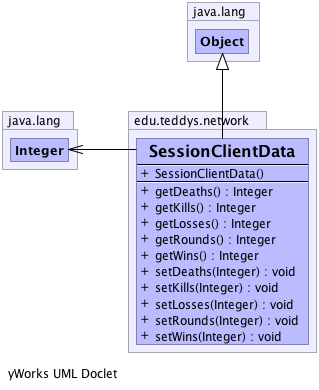 java.lang
Object
java.lang
Integer
edu.teddys.network
SessionClientData
+ SessionClientData()
+ getDeaths() : Integer
+ getKills() : Integer
+ getLosses() : Integer
+ getRounds() : Integer
+ getWins() : Integer
+ setDeaths(Integer) : void
+ setKills(Integer) : void
+ setLosses(Integer) : void
+ setRounds(Integer) : void
+ setWins(Integer) : void
yWorks UML Doclet